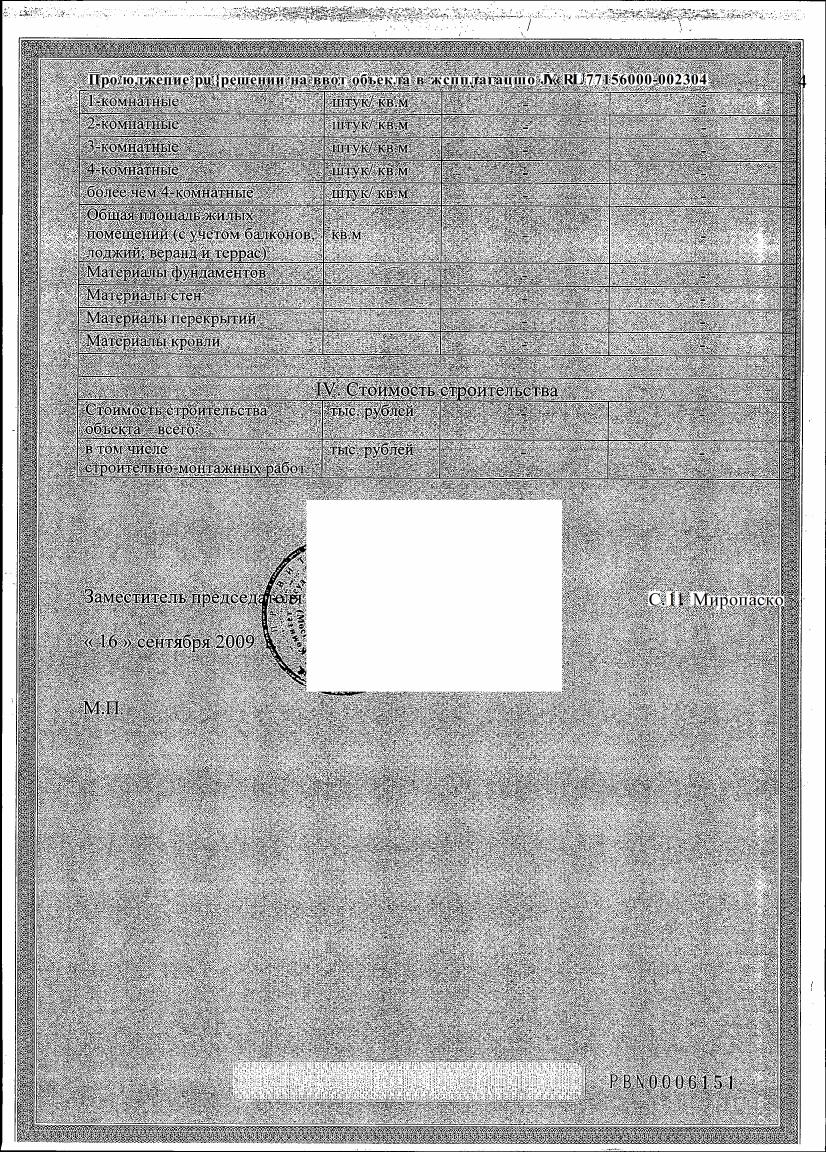 Продолжение разрешения на ввод объекта в эксплуатацию № RU77156000-002304
4
1-комнатные штук/ кв.м - -
2-комнатные штук/ кв.м - -
3-комнатные штук/ кв.м - -
4-комнатные штук/ кв.м - -
более чем 4-комнатные штук/ кв.м - -
Общая площадь жилых
помещений (с учетом балконов, кв.м - -
лоджий, веранд и террас)
Материалы фундаментов - -
Материалы стен - -
Материалы перекрытий - -
Материалы кровли - -
IV. Стоимость строительства
Стоимость строительства тыс. рублей - -
объекта – всего:
в том числе тыс. рублей - -
строительно-монтажных работ
Заместитель председателя С.П. Миропаско
« 16 » сентября 2009
М.П.
PBN0006151